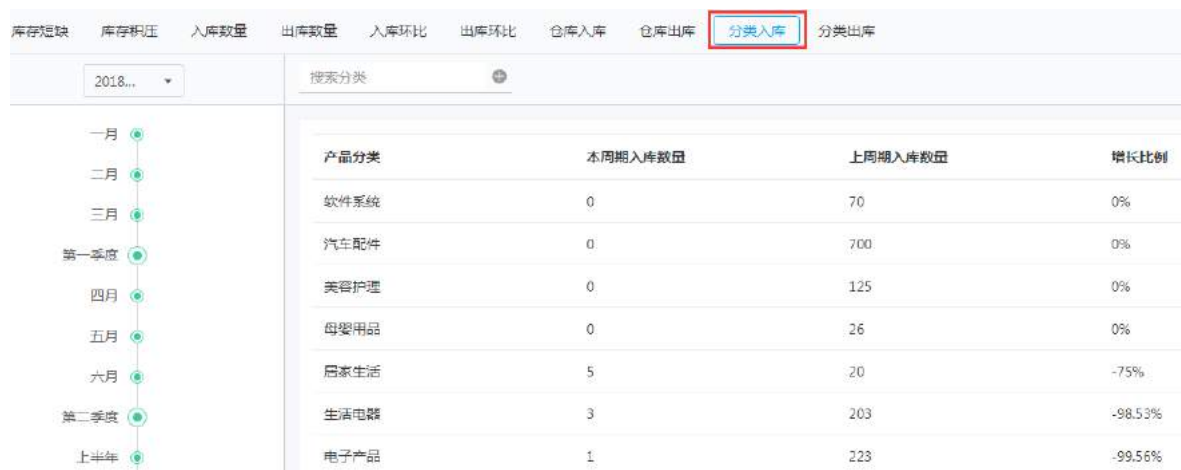 库存短缺 库存积压 入库数量 出库数量 入库环比 出库环比 仓库入库 仓库出库 分类入库 分类出库
2018... 搜索分类
一月
二月
三月
第一季度
四月
五月
六月
第二季度
上半年
产品分类 本周期入库数量 上周期入库数量 增长比例
软件系统 0 70 0%
汽车配件 0 700 0%
美容护理 0 125 0%
母婴用品 0 26 0%
居家生活 5 20 -75%
生活电器 3 203 -98.53%
电子产品 1 223 -99.56%